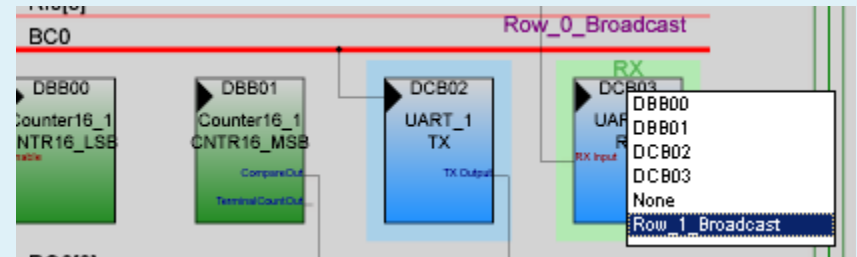 BC0
Row_0_Broadcast
DBB00
Counter16_1
CNTR16_LSB
DBB01
Counter16_1
CNTR16_MSB
CompareOut
TerminalCountOut
DCB02
UART_1
TX
TX Output
RX
DCB03
RX Input
DBB00
DBB01
DCB02
DCB03
None
Row_1_Broadcast